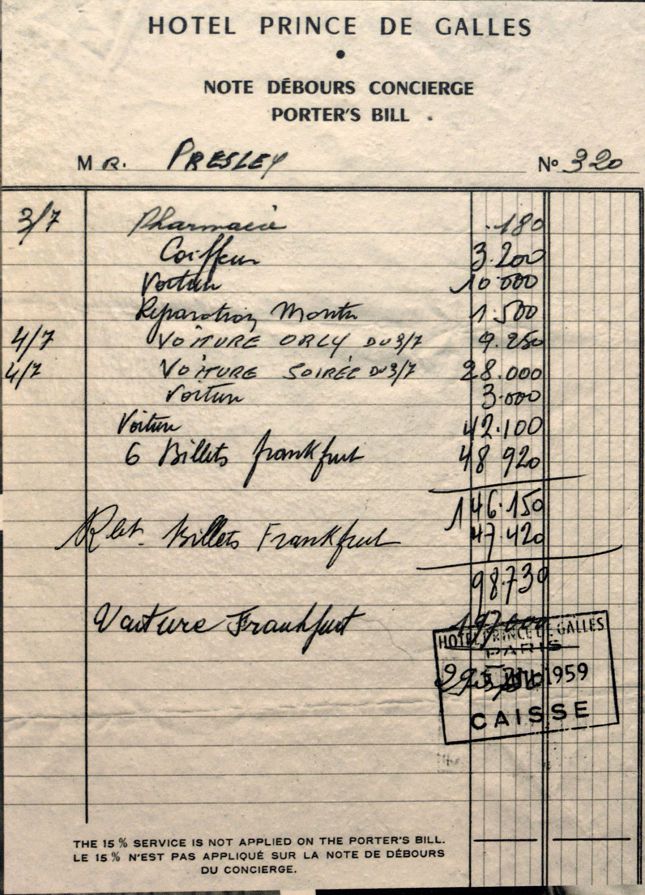 HOTEL PRINCE DE GALLES
NOTE DÉBOURS CONCIERGE
PORTER'S BILL
MR. PRESLEY Nº 320
3/7 Pharmacie 180
Coiffeur 3.200
Voiture 10.000
Réparation Montre 1.500
4/7 VOITURE ORLY DU 3/7 9.250
4/7 VOITURE SOIRÉE DU 3/7 28.000
Voiture 3.000
Voiture 42.100
6 Billets Frankfurt 48 920
146.150
Rbt. Billets Frankfurt 47.420
98.730
Voiture Frankfurt
HOTEL PRINCE DE GALLES
PARIS
1959
CAISSE
THE 15 % SERVICE IS NOT APPLIED ON THE PORTER'S BILL.
LE 15 % N'EST PAS APPLIQUÉ SUR LA NOTE DE DÉBOURS
DU CONCIERGE.